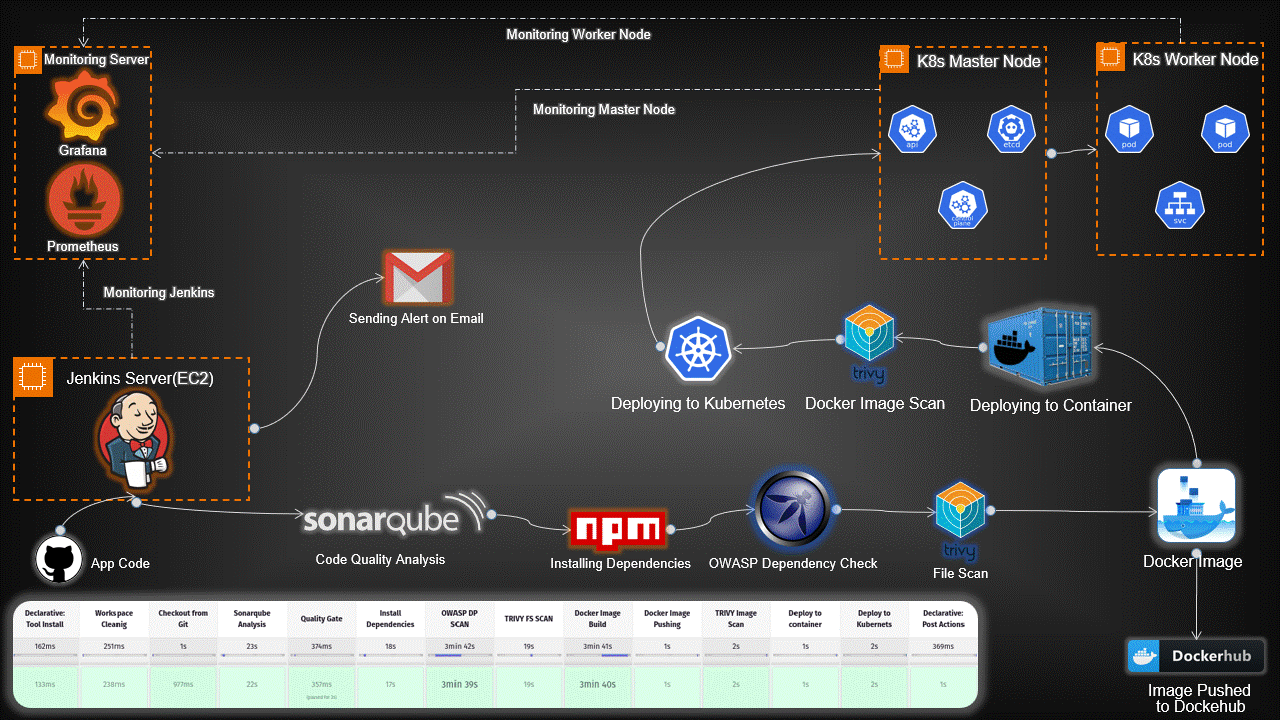 Monitoring Worker Node
Monitoring Server
K8s Master Node
K8s Worker Node
Monitoring Master Node
api
etcd
pod
pod
Grafana
control
plane
svc
Prometheus
Monitoring Jenkins
Sending Alert on Email
Jenkins Server(EC2)
trivy
Deploying to Kubernetes
Docker Image Scan
Deploying to Container
sonarqube
npm
App Code
Code Quality Analysis
Installing Dependencies
OWASP Dependency Check
trivy
File Scan
Docker Image
Declarative:
Tool Install
Workspace
Cleanig
Checkout from
Git
Sonarqube
Analysis
Quality Gate
Install
Dependencies
OWASP DP
SCAN
TRIVY FS SCAN
Docker Image
Build
Docker Image
Pushing
TRIVY Image
Scan
Deploy to
container
Deploy to
Kubernets
Declarative:
Post Actions
162ms 251ms 1s 23s 374ms 18s 3min 42s 19s 3min 41s 1s 2s 1s 2s 369ms
133ms 238ms 977ms 22s 357ms 17s 3min 39s 19s 3min 40s 1s 2s 1s 2s 1s
Dockerhub
Image Pushed
to Dockehub